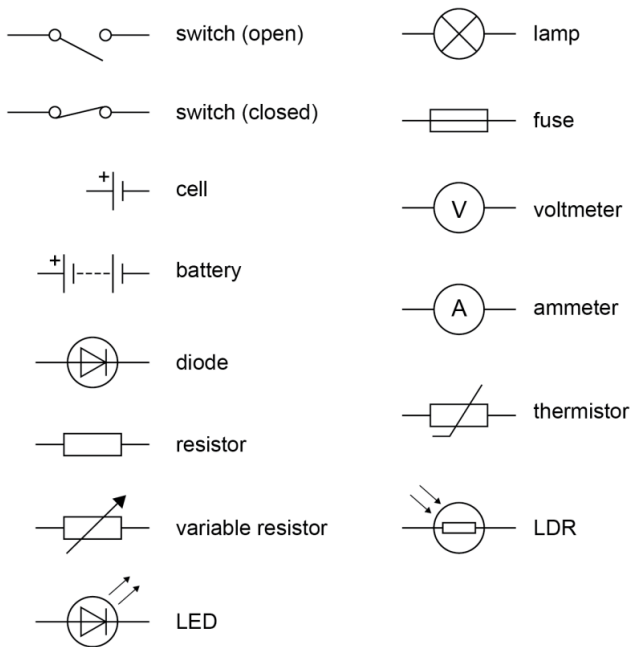 switch (open)
switch (closed)
+
cell
+
battery
diode
resistor
variable resistor
LED
lamp
fuse
V
voltmeter
A
ammeter
thermistor
LDR